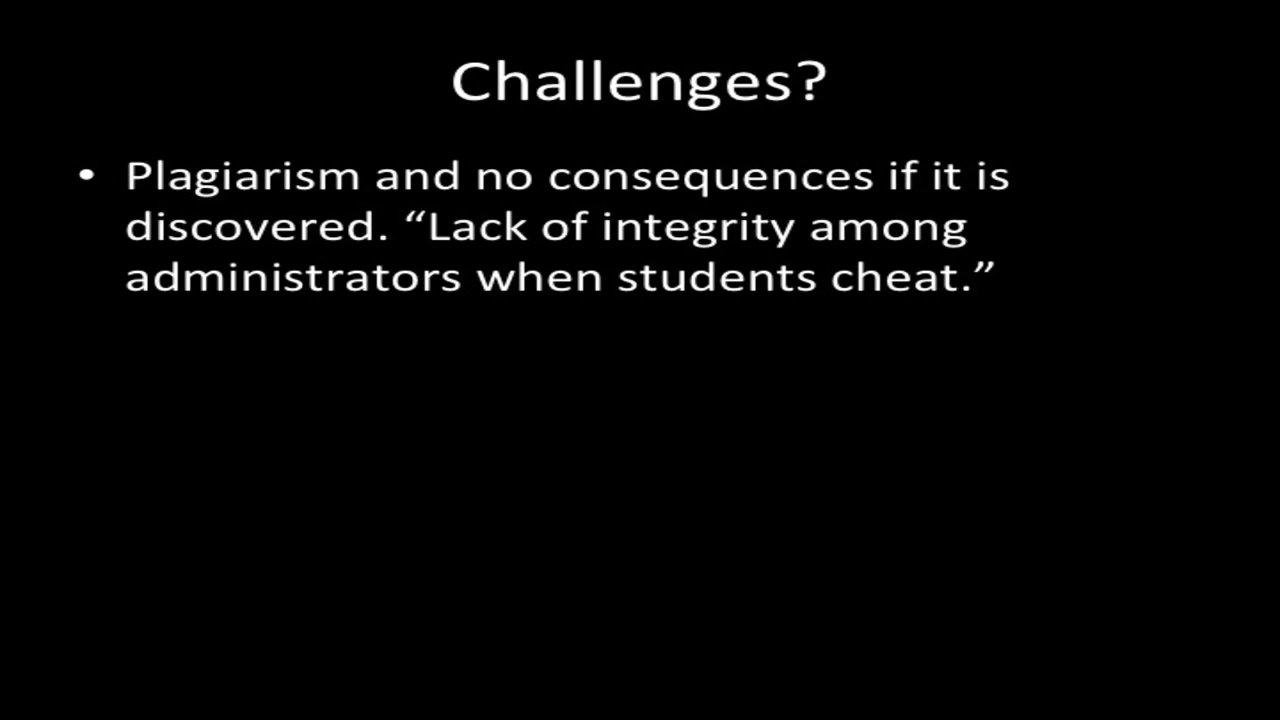 Challenges?
• Plagiarism and no consequences if it is
discovered. “Lack of integrity among
administrators when students cheat.”